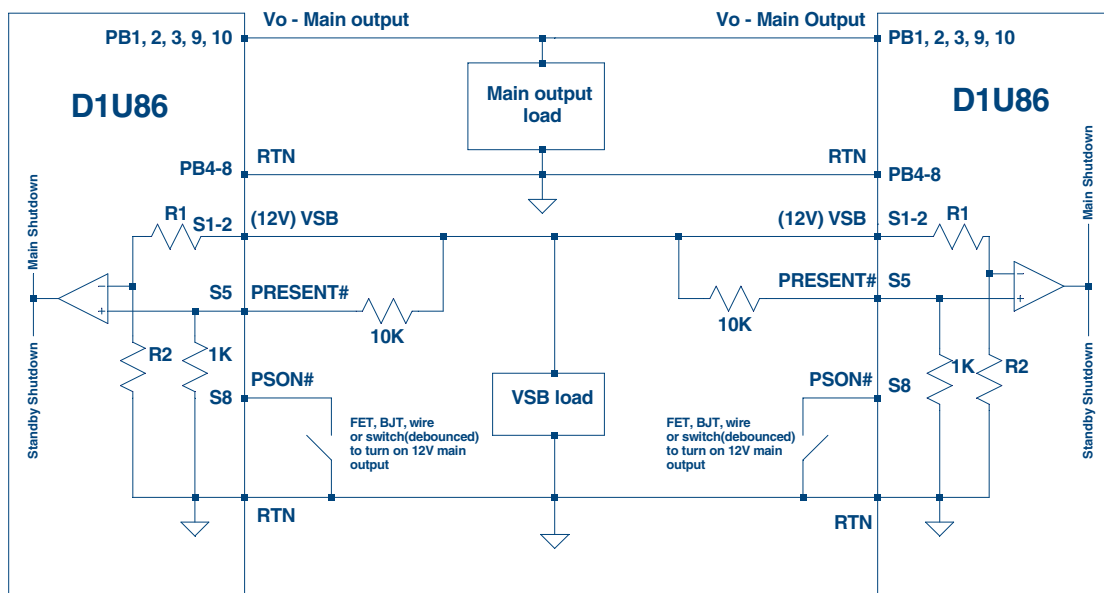 Vo - Main output
Vo - Main Output
PB1, 2, 3, 9, 10
PB1, 2, 3, 9, 10
D1U86
Main output
load
D1U86
RTN
RTN
PB4-8
PB4-8
Main Shutdown
Main Shutdown
R1
S1-2
(12V) VSB
(12V) VSB
S1-2
R1
−
+
S5
PRESENT#
10K
PRESENT#
10K
S5
−
+
R2
1K
1K
R2
S8
PSON#
VSB load
PSON#
S8
Standby Shutdown
Standby Shutdown
FET, BJT, wire
or switch(debounced)
to turn on 12V main
output
FET, BJT, wire
or switch(debounced)
to turn on 12V main
output
RTN
RTN